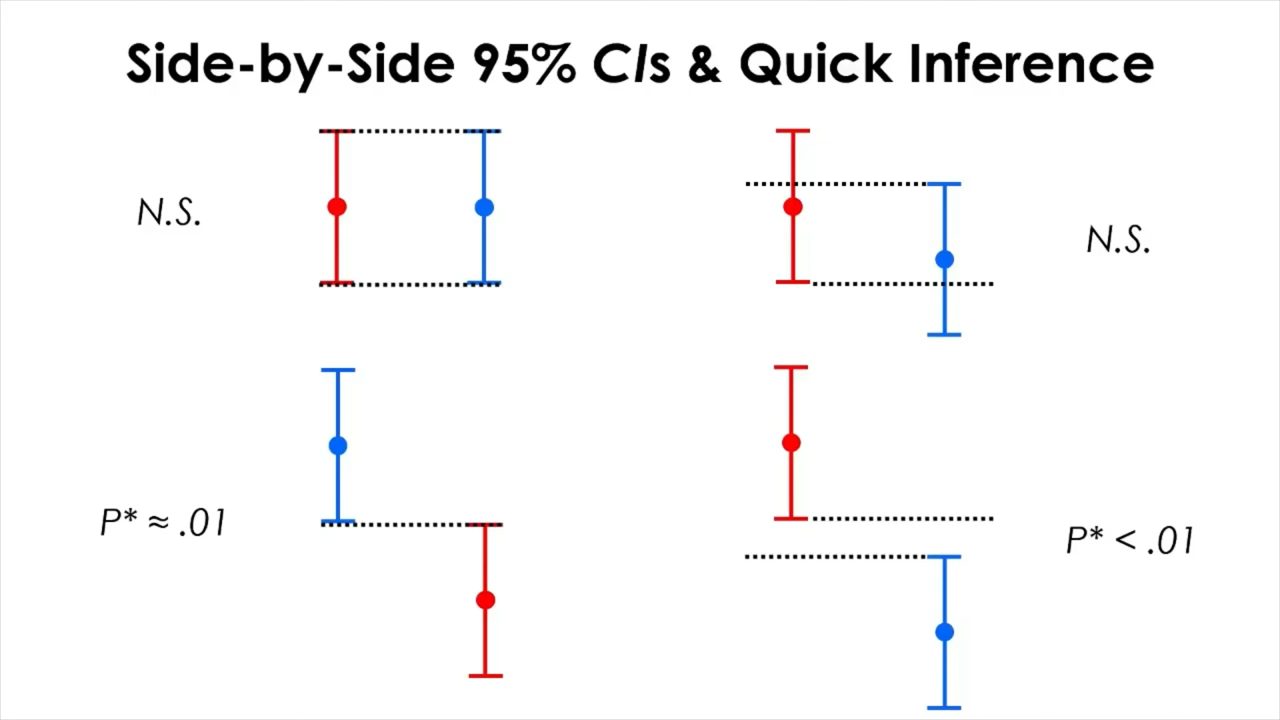 Side-by-Side 95% CIs & Quick Inference
N.S.
N.S.
P* ≈ .01
P* < .01